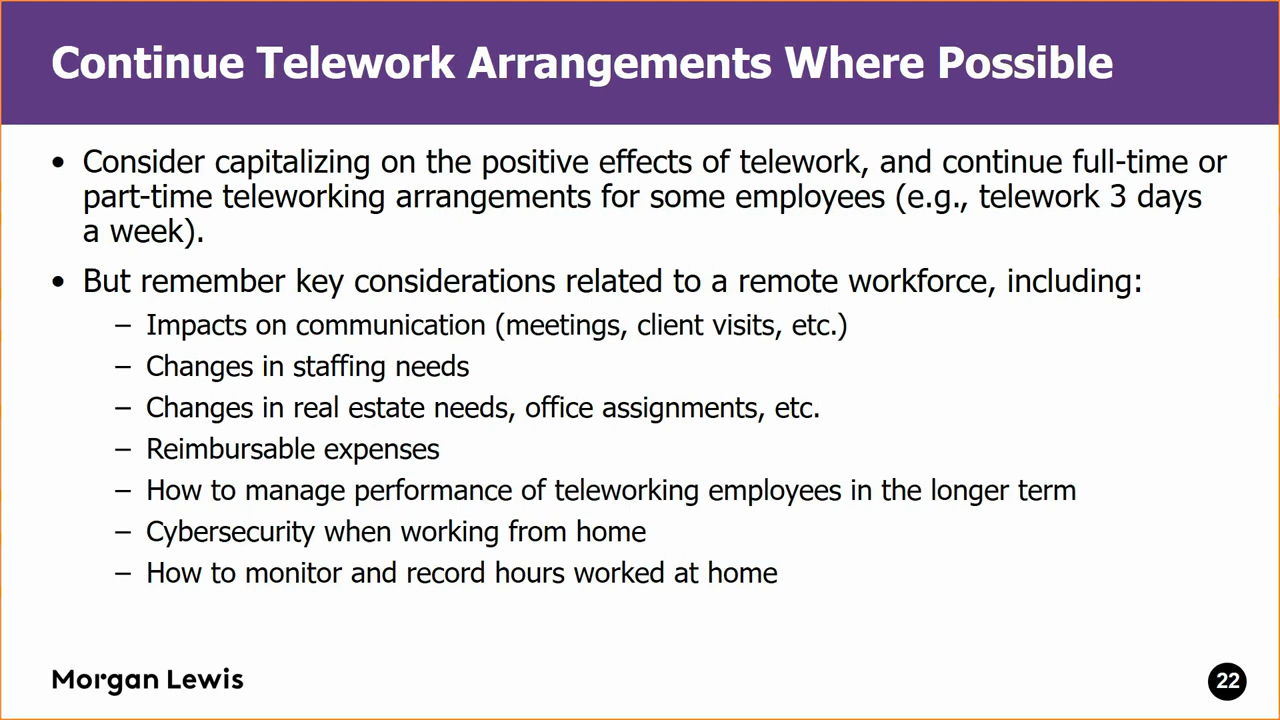 Continue Telework Arrangements Where Possible
• Consider capitalizing on the positive effects of telework, and continue full-time or
part-time teleworking arrangements for some employees (e.g., telework 3 days
a week).
• But remember key considerations related to a remote workforce, including:
– Impacts on communication (meetings, client visits, etc.)
– Changes in staffing needs
– Changes in real estate needs, office assignments, etc.
– Reimbursable expenses
– How to manage performance of teleworking employees in the longer term
– Cybersecurity when working from home
– How to monitor and record hours worked at home
Morgan Lewis
22